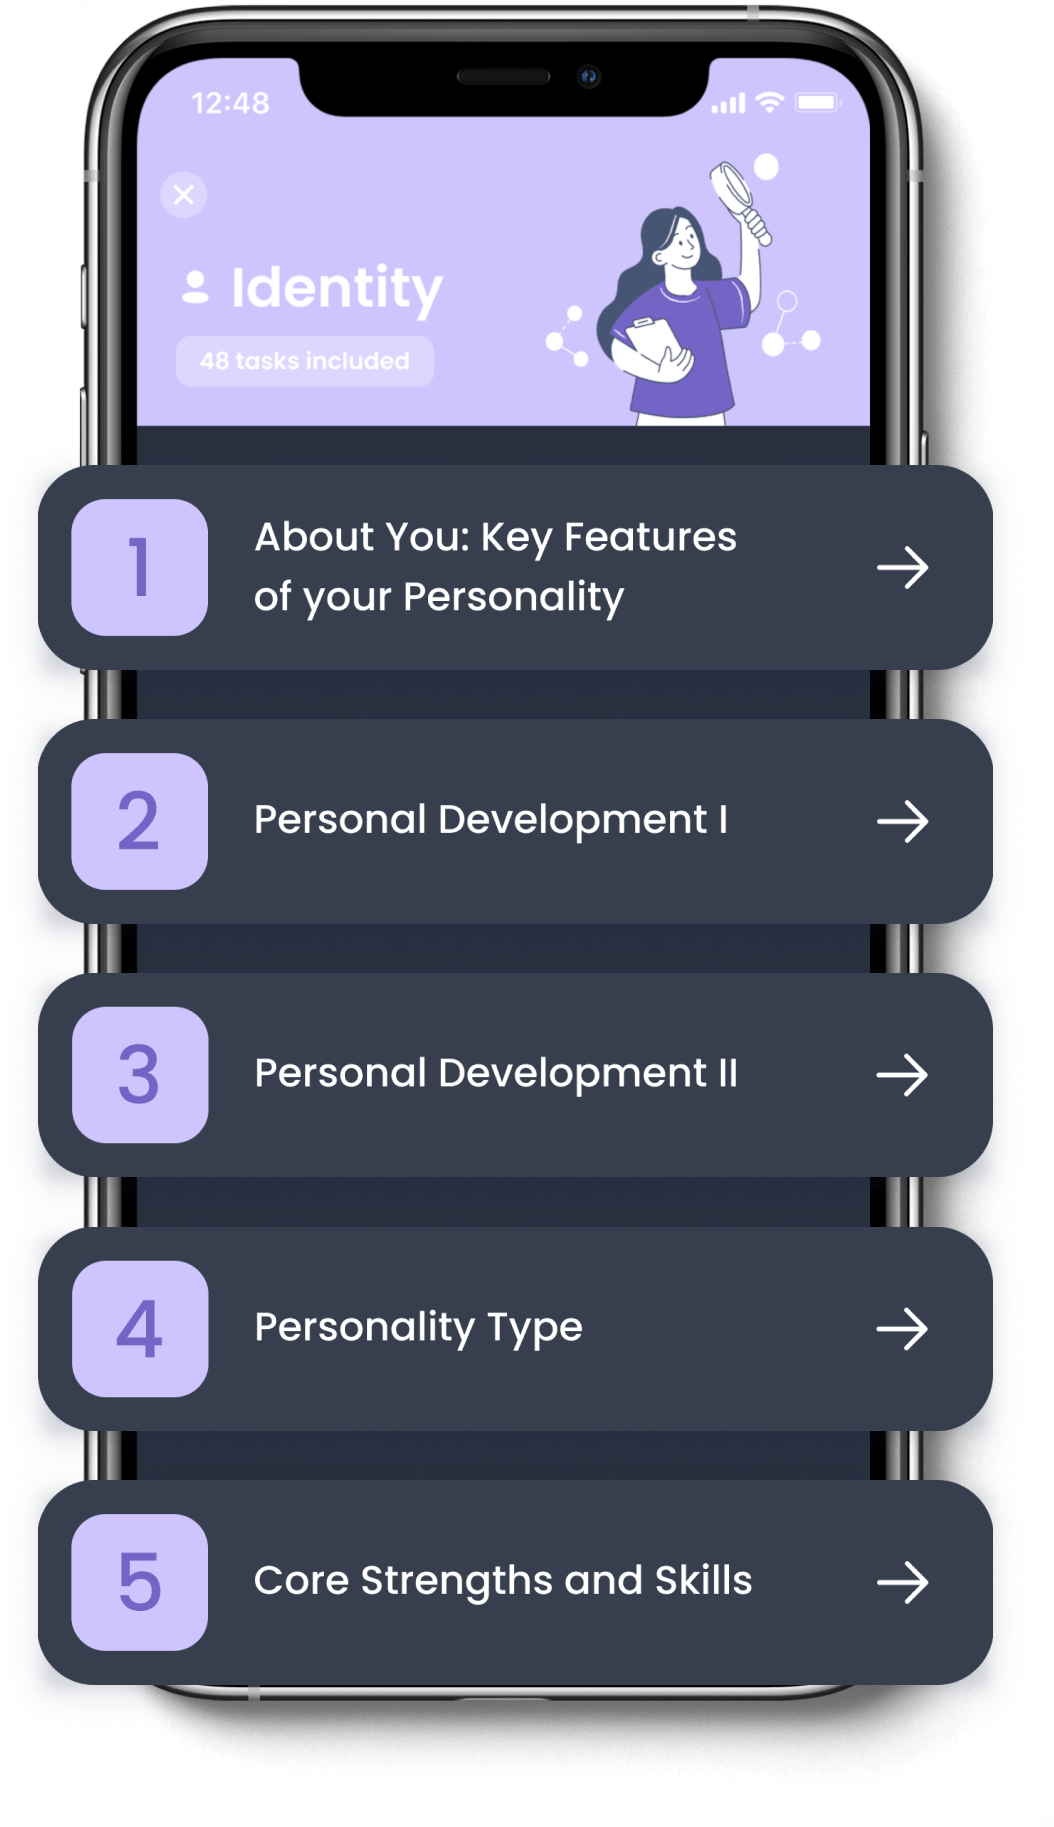 12:48
Identity
48 tasks included
1
About You: Key Features
of your Personality
2
Personal Development I
3
Personal Development II
4
Personality Type
5
Core Strengths and Skills